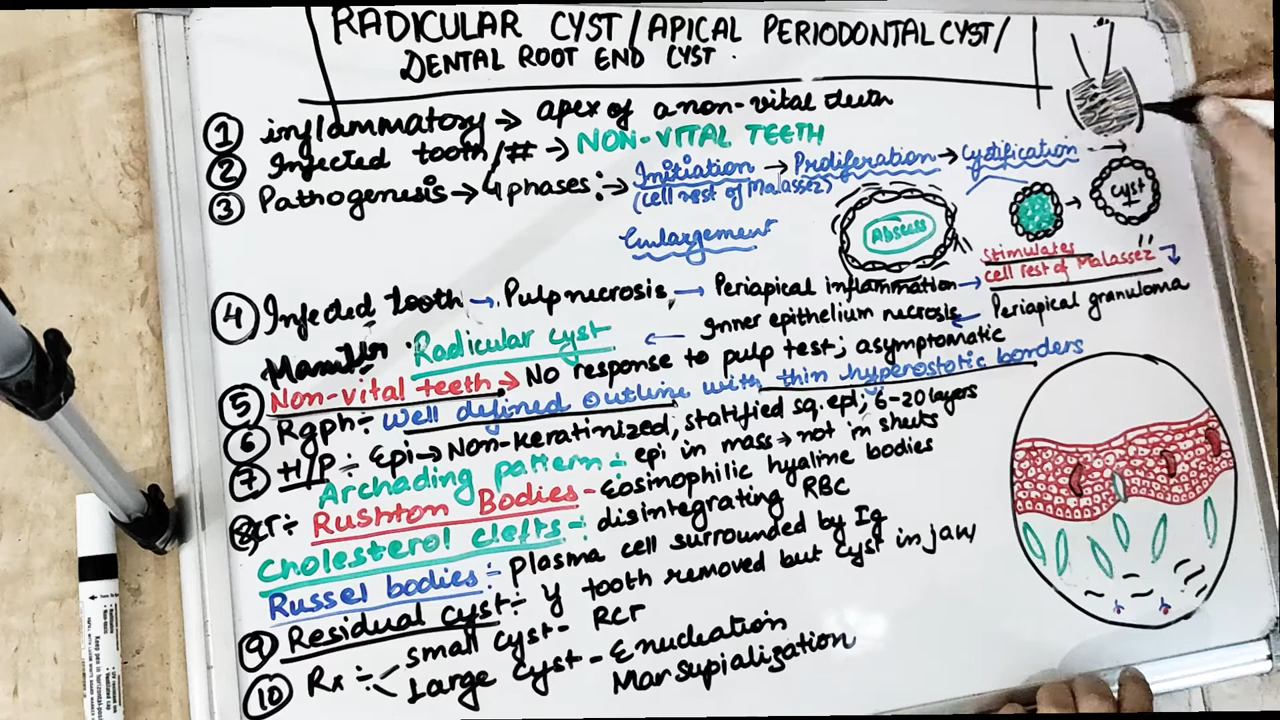 RADICULAR CYST/APICAL PERIODONTAL CYST/
DENTAL ROOT END CYST.
① inflammatory → apex of a non-vital teeth
② Infected tooth/# → NON-VITAL TEETH
③ Pathogenesis → 4 phases:→ Initiation → Proliferation → Cystification →
(cell rest of Malassez)
Enlargement
Abscess
cyst
④ Infected tooth → Pulp necrosis, → Periapical inflammation → stimulates
cell rest of Malassez"
Periapical granuloma
← Inner epithelium necrosis ←
Radicular cyst
⑤ Non-vital teeth → No response to pulp test; asymptomatic
⑥ Rgph÷ well defined outline with thin hyperostotic borders
⑦ H/P÷ Epi → Non-keratinized, statified sq. epl; 6-20 layers
Archading pattern÷ epi in mass → not in sheets
⑧ CT÷ Rushton Bodies - Eosinophilic hyaline bodies
Cholesterol clefts÷ disintegrating RBC
Russel bodies÷ plasma cell surrounded by Ig
⑨ Residual cyst÷ y tooth removed but cyst in jaw
⑩ Rx÷ small cyst - RCT
Large cyst - Enucleation
Marsupialization